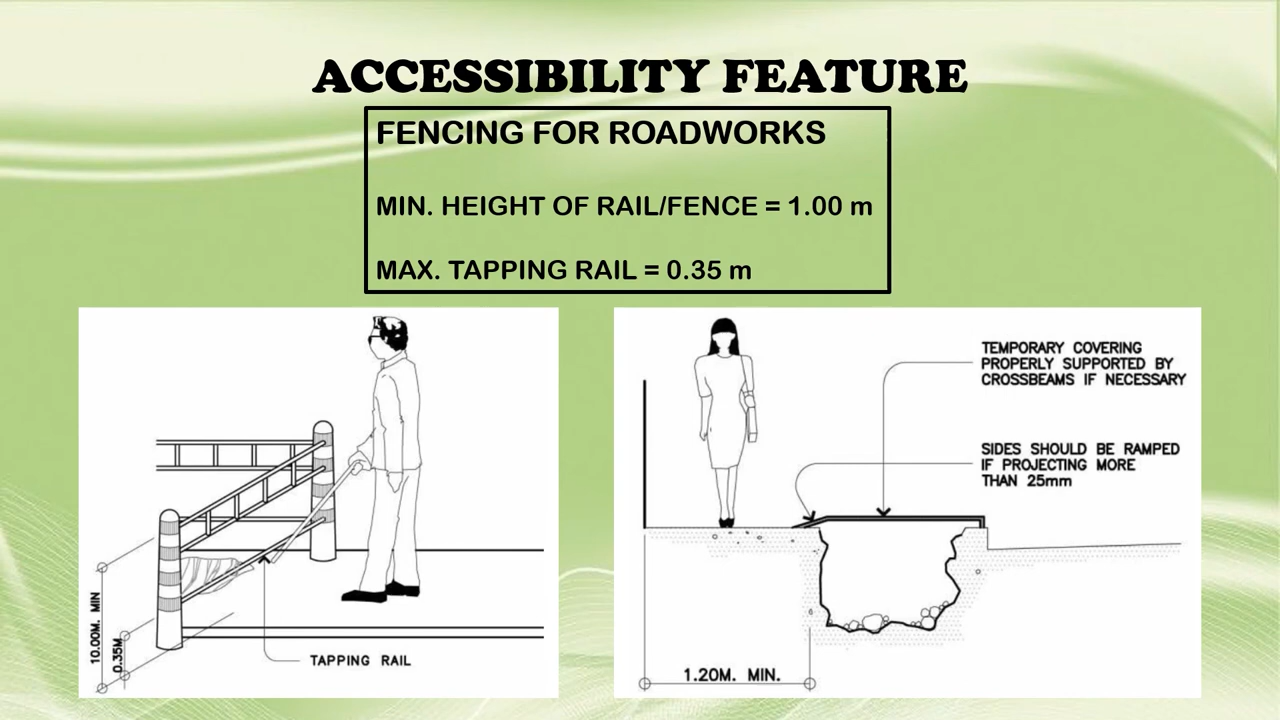 ACCESSIBILITY FEATURE
FENCING FOR ROADWORKS
MIN. HEIGHT OF RAIL/FENCE = 1.00 m
MAX. TAPPING RAIL = 0.35 m
10.00M. MIN
0.35M
TAPPING RAIL
TEMPORARY COVERING
PROPERLY SUPPORTED BY
CROSSBEAMS IF NECESSARY
SIDES SHOULD BE RAMPED
IF PROJECTING MORE
THAN 25mm
1.20M. MIN.